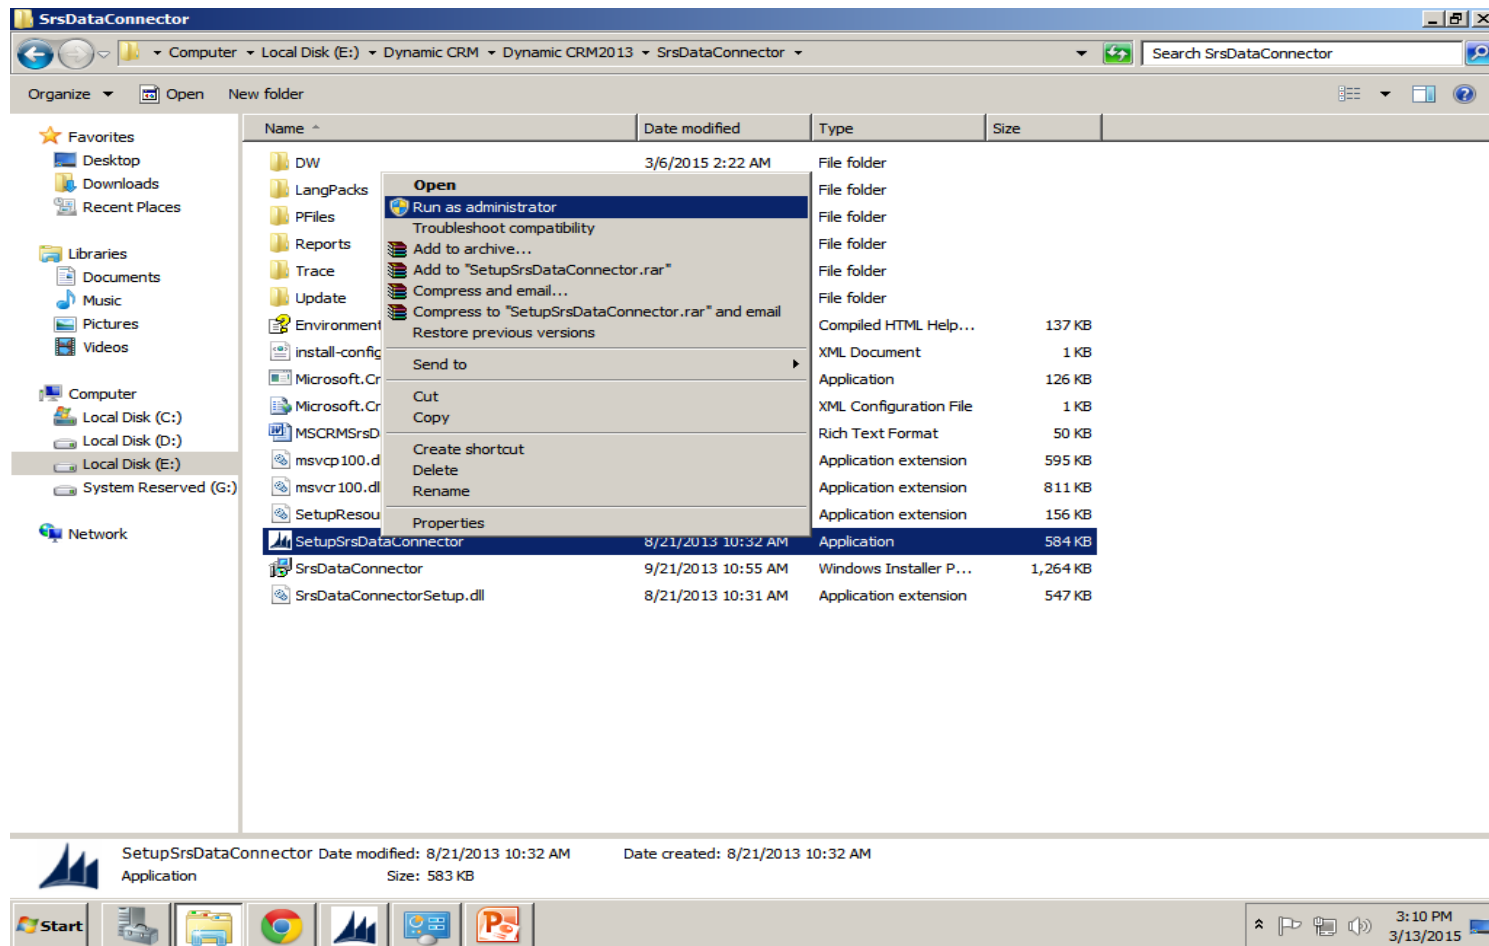 SrsDataConnector
Computer Local Disk (E:) Dynamic CRM Dynamic CRM2013 SrsDataConnector Search SrsDataConnector
Organize Open New folder
Name Date modified Type Size
Favorites
Desktop
Downloads
Recent Places
Libraries
Documents
Music
Pictures
Videos
Computer
Local Disk (C:)
Local Disk (D:)
Local Disk (E:)
System Reserved (G:)
Network
DW 3/6/2015 2:22 AM File folder
LangPacks File folder
PFiles File folder
Reports File folder
Trace File folder
Update File folder
Environment Compiled HTML Help... 137 KB
install-config XML Document 1 KB
Microsoft.Cr Application 126 KB
Microsoft.Cr XML Configuration File 1 KB
MSCRMSrsD Rich Text Format 50 KB
msvcp100.d Application extension 595 KB
msvcr100.dl Application extension 811 KB
SetupResou Application extension 156 KB
SetupSrsDataConnector 8/21/2013 10:32 AM Application 584 KB
SrsDataConnector 9/21/2013 10:55 AM Windows Installer P... 1,264 KB
SrsDataConnectorSetup.dll 8/21/2013 10:31 AM Application extension 547 KB
Open
Run as administrator
Troubleshoot compatibility
Add to archive...
Add to "SetupSrsDataConnector.rar"
Compress and email...
Compress to "SetupSrsDataConnector.rar" and email
Restore previous versions
Send to
Cut
Copy
Create shortcut
Delete
Rename
Properties
SetupSrsDataConnector Date modified: 8/21/2013 10:32 AM Date created: 8/21/2013 10:32 AM
Application Size: 583 KB
Start
3:10 PM
3/13/2015